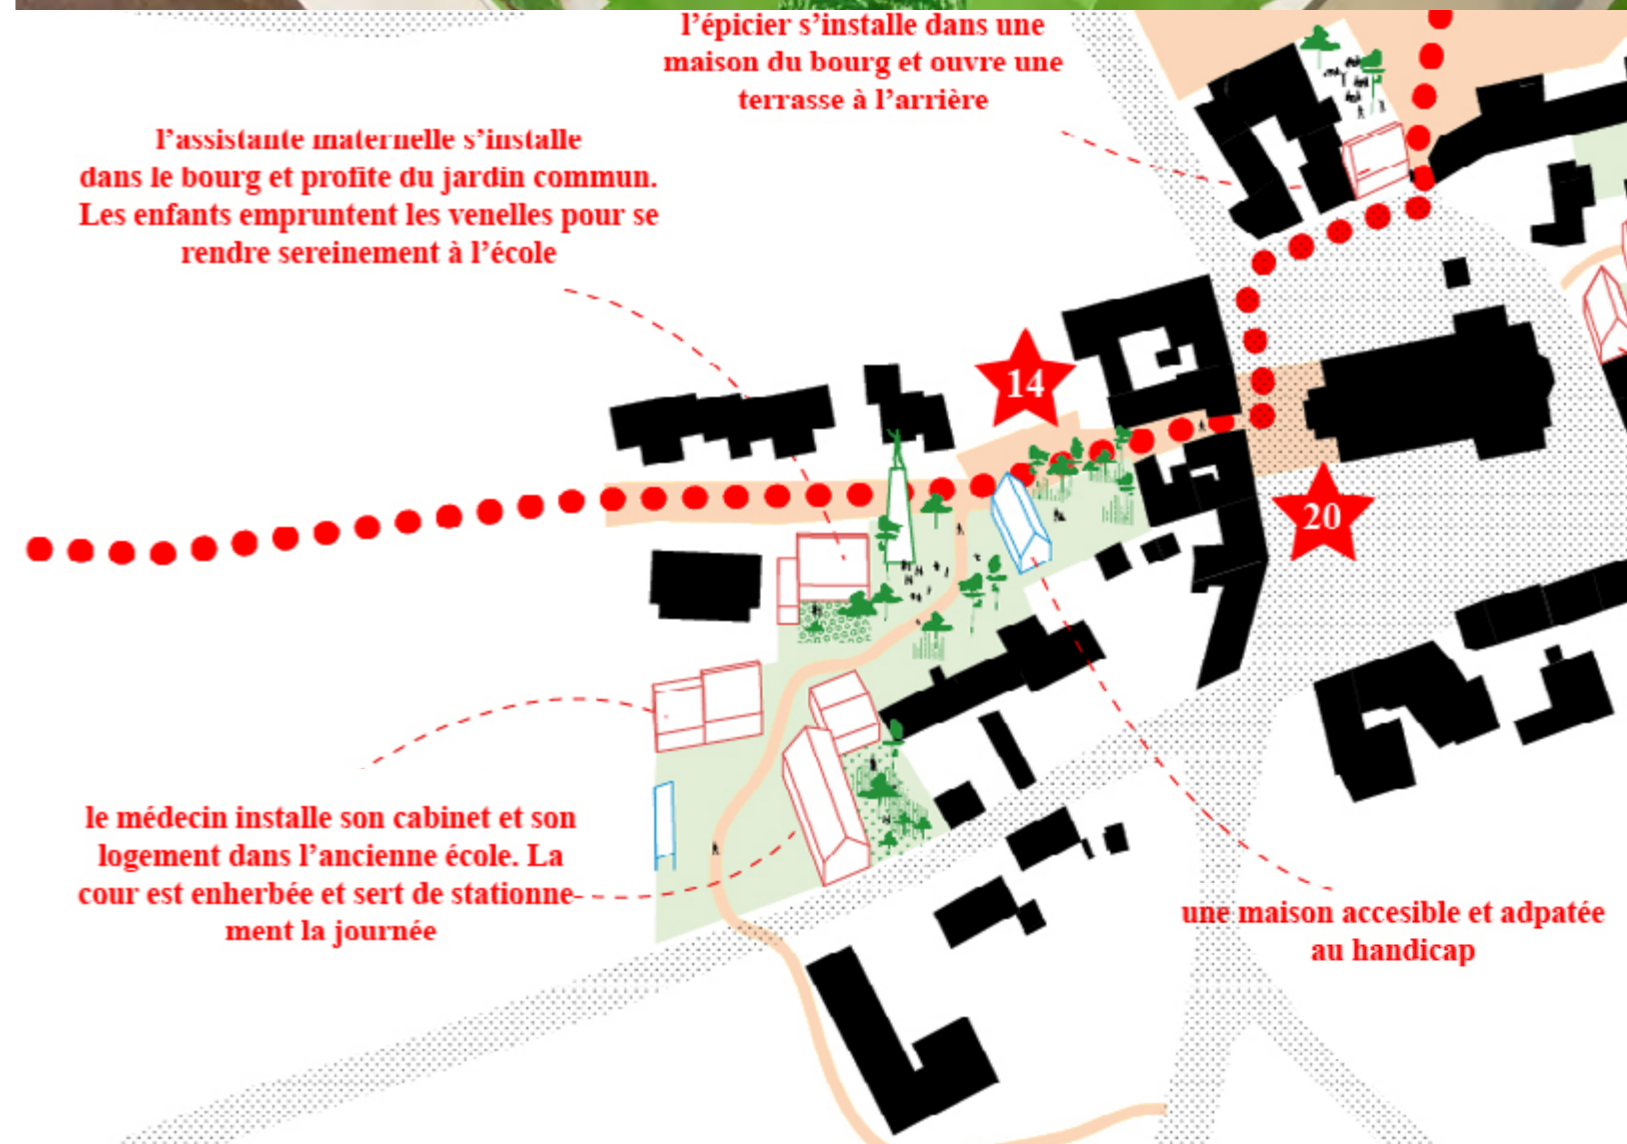 l’épicier s’installe dans une
maison du bourg et ouvre une
terrasse à l’arrière
l’assistante maternelle s’installe
dans le bourg et profite du jardin commun.
Les enfants empruntent les venelles pour se
rendre sereinement à l’école
14
20
le médecin installe son cabinet et son
logement dans l’ancienne école. La
cour est enherbée et sert de stationne-
ment la journée
une maison accesible et adpatée
au handicap